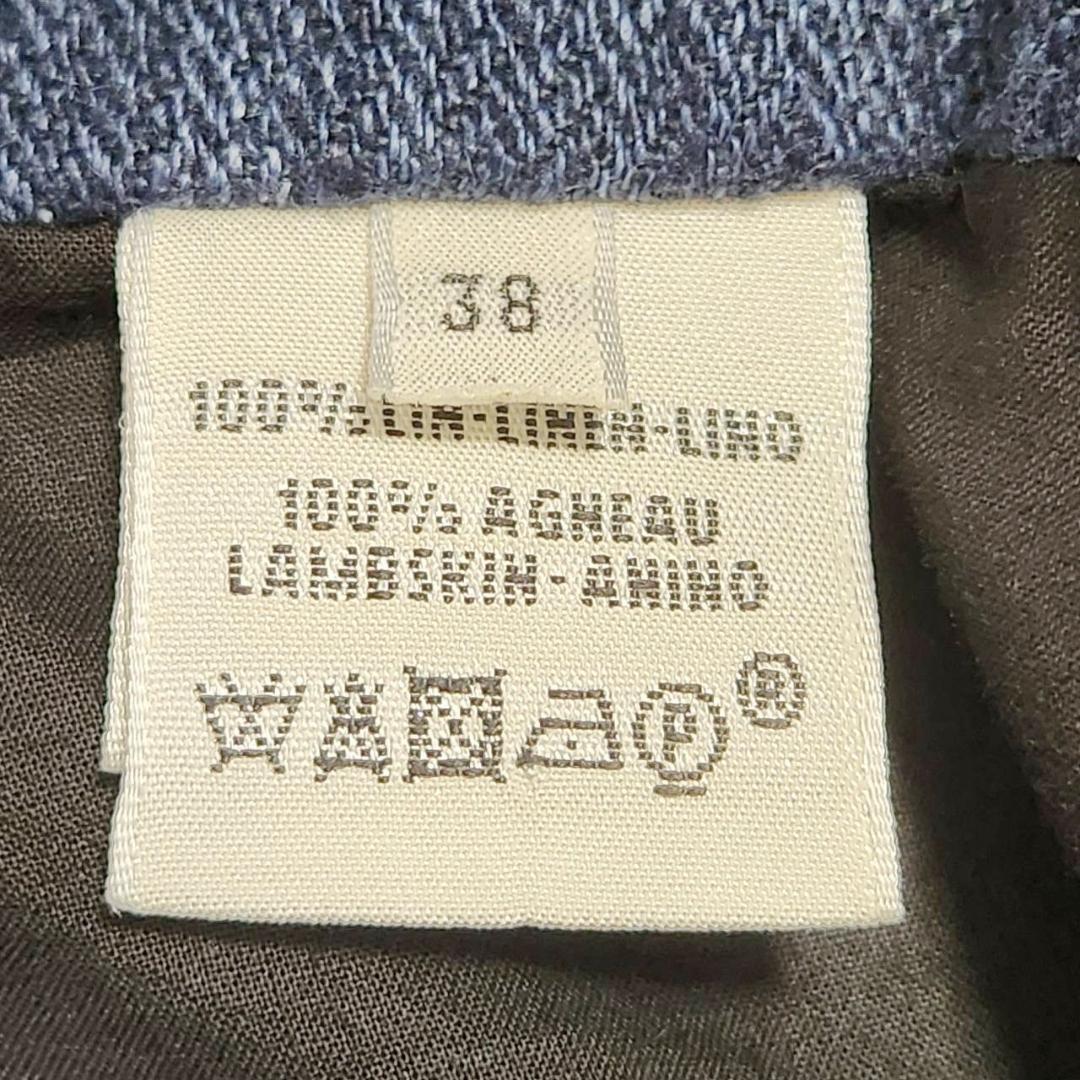 38
100% LIN-LINEN-LINO
100% AGNEAU
LAMBSKIN-ANINO
P ®